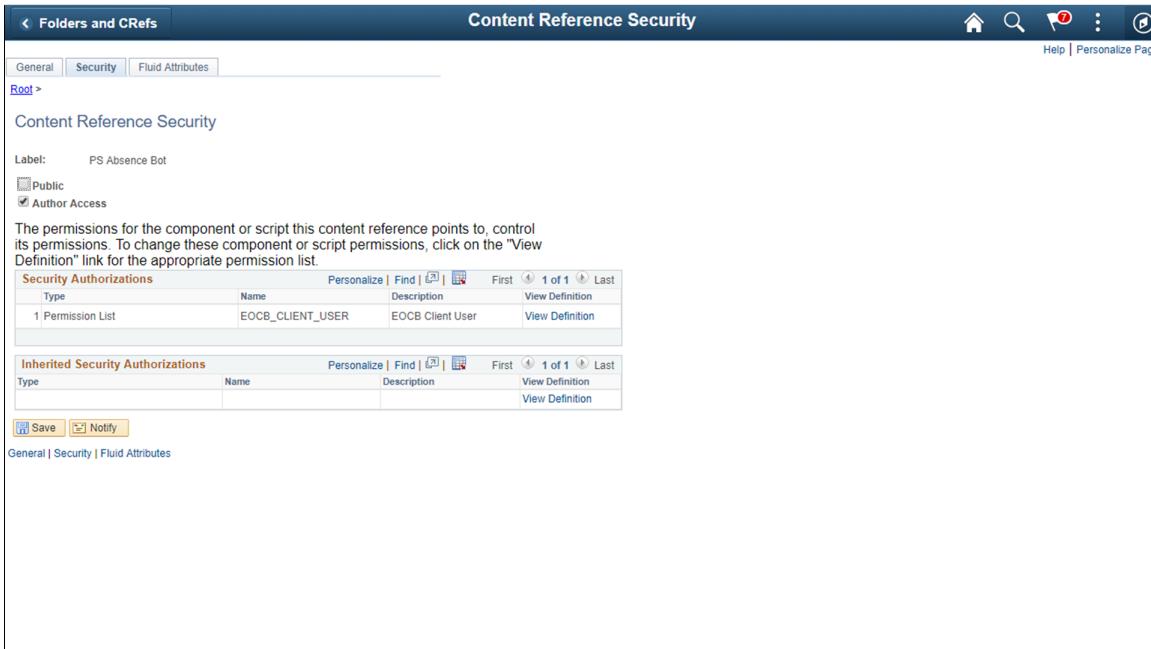 Folders and CRefs
Content Reference Security
7
Help | Personalize Pag
General Security Fluid Attributes
Root >
Content Reference Security
Label: PS Absence Bot
Public
Author Access
The permissions for the component or script this content reference points to, control
its permissions. To change these component or script permissions, click on the "View
Definition" link for the appropriate permission list.
Security Authorizations Personalize | Find | | First 1 of 1 Last
Type Name Description View Definition
1 Permission List EOCB_CLIENT_USER EOCB Client User View Definition
Inherited Security Authorizations Personalize | Find | | First 1 of 1 Last
Type Name Description View Definition
View Definition
Save Notify
General | Security | Fluid Attributes